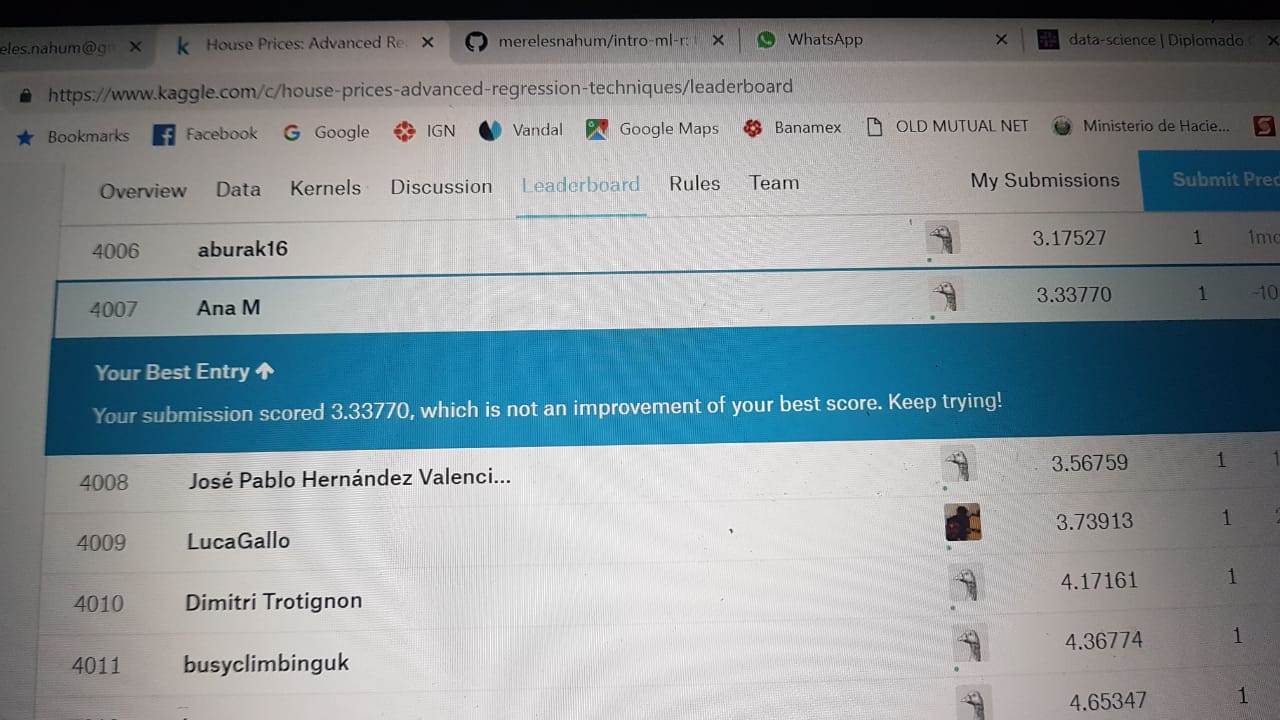 eles.nahum@g
House Prices: Advanced Re
merelesnahum/intro-ml-r:
WhatsApp
data-science | Diplomado
https://www.kaggle.com/c/house-prices-advanced-regression-techniques/leaderboard
Bookmarks Facebook Google IGN Vandal Google Maps Banamex OLD MUTUAL NET Ministerio de Hacie...
Overview Data Kernels Discussion Leaderboard Rules Team My Submissions Submit Pred
4006 aburak16 3.17527 1 1mo
4007 Ana M 3.33770 1 -10
Your Best Entry ↑
Your submission scored 3.33770, which is not an improvement of your best score. Keep trying!
4008 José Pablo Hernández Valenci... 3.56759 1
4009 LucaGallo 3.73913 1
4010 Dimitri Trotignon 4.17161 1
4011 busyclimbinguk 4.36774 1
4.65347 1